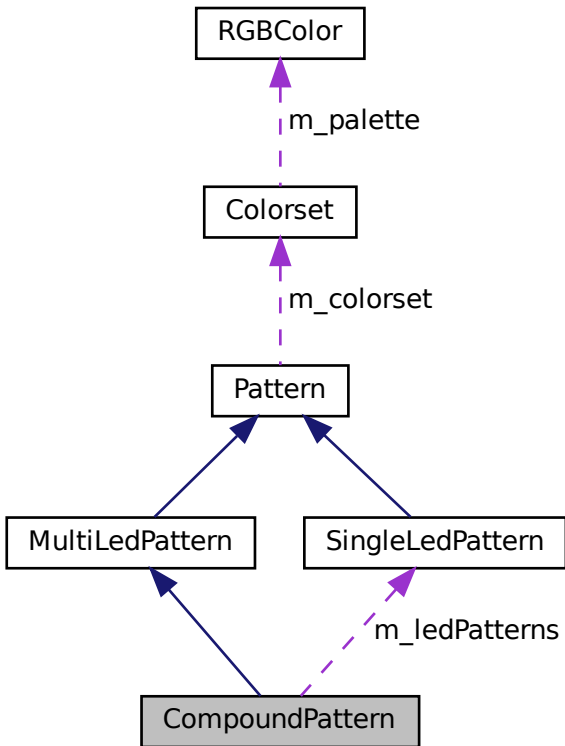 RGBColor
m_palette
Colorset
m_colorset
Pattern
MultiLedPattern
SingleLedPattern
m_ledPatterns
CompoundPattern